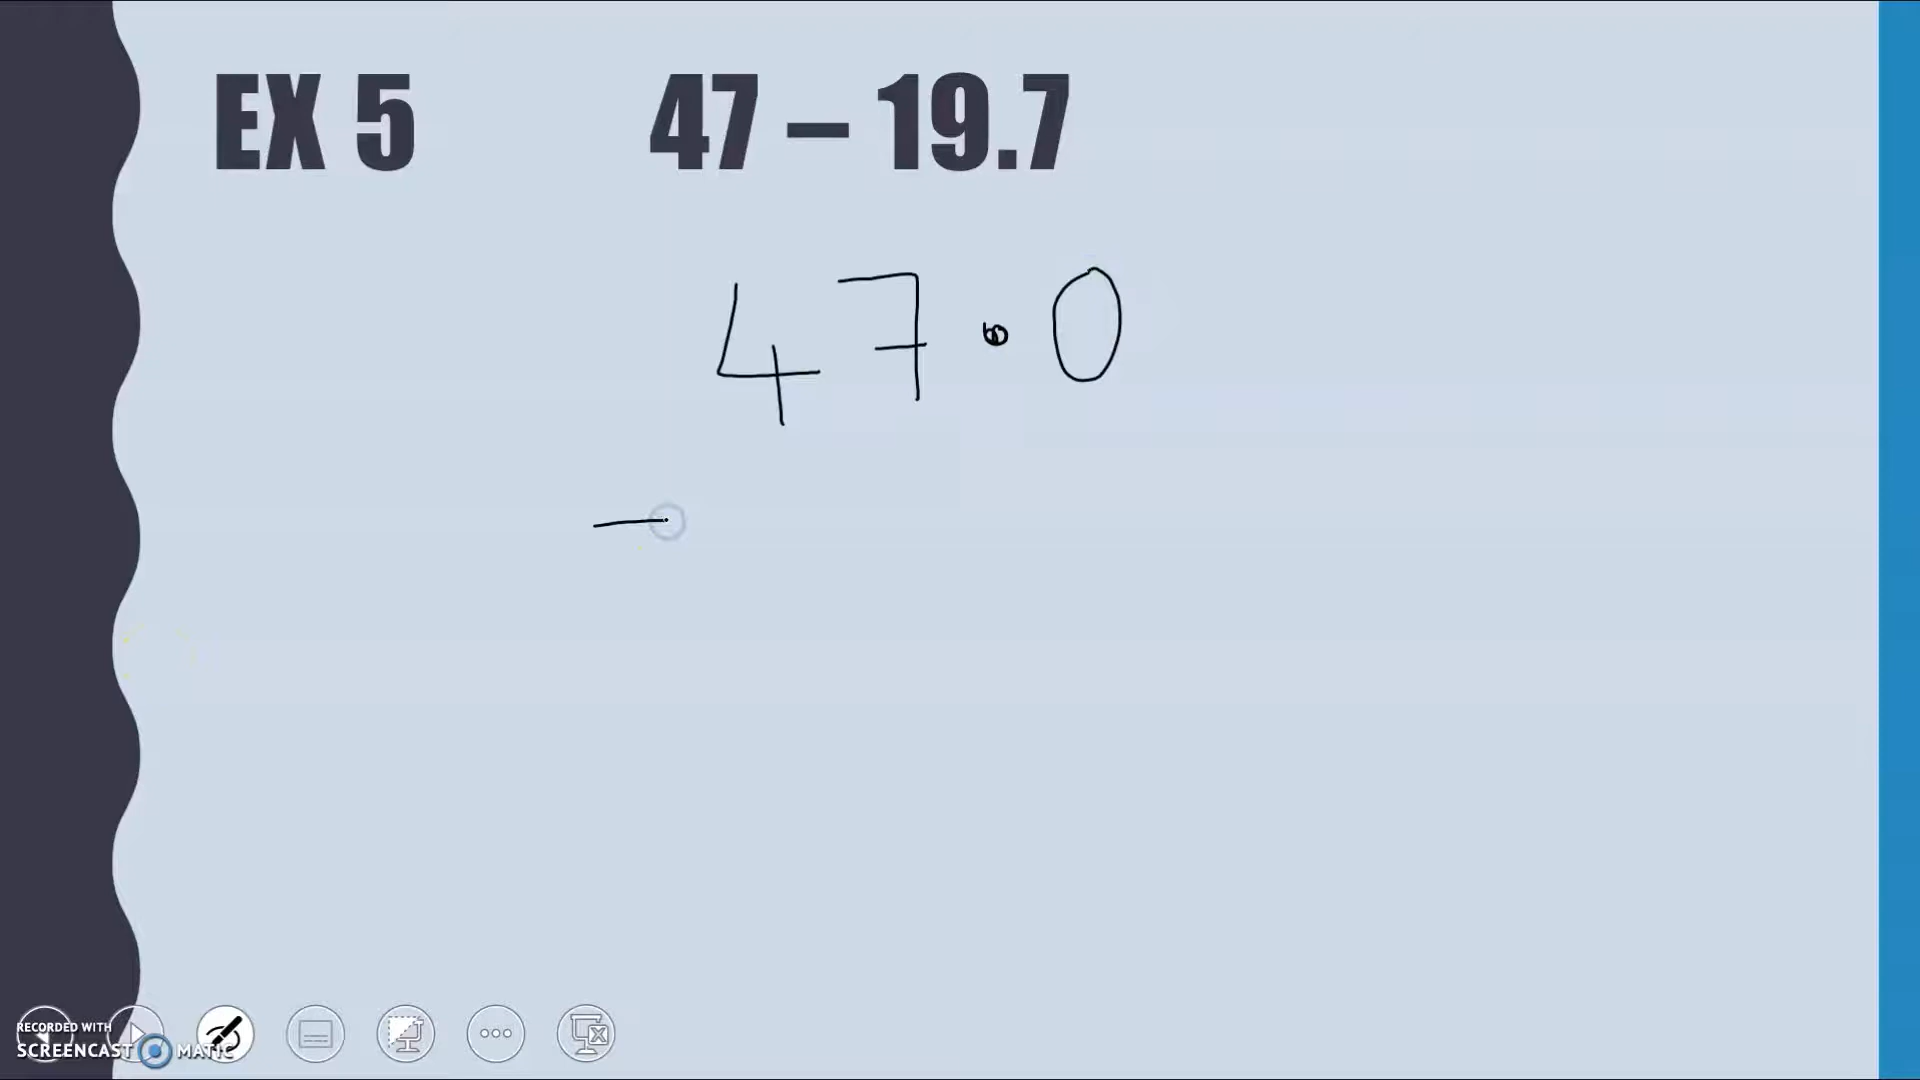 EX 5 47 – 19.7
47.0
–
RECORDED WITH
SCREENCAST MATIC